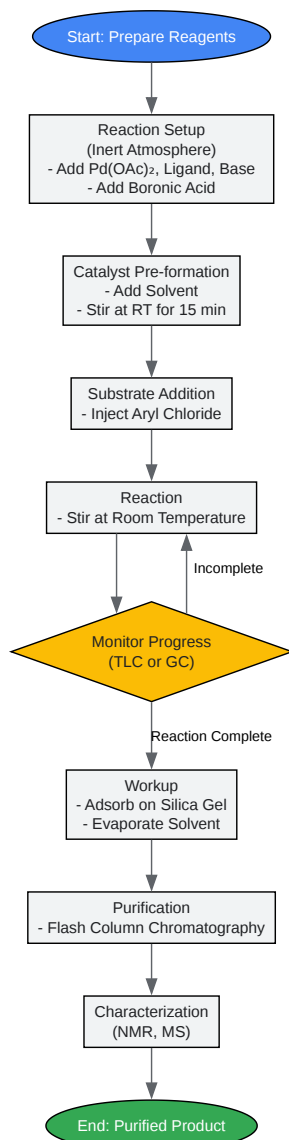 Start: Prepare Reagents
Reaction Setup
(Inert Atmosphere)
- Add Pd(OAc)₂, Ligand, Base
- Add Boronic Acid
Catalyst Pre-formation
- Add Solvent
- Stir at RT for 15 min
Substrate Addition
- Inject Aryl Chloride
Reaction
- Stir at Room Temperature
Incomplete
Monitor Progress
(TLC or GC)
Reaction Complete
Workup
- Adsorb on Silica Gel
- Evaporate Solvent
Purification
- Flash Column Chromatography
Characterization
(NMR, MS)
End: Purified Product